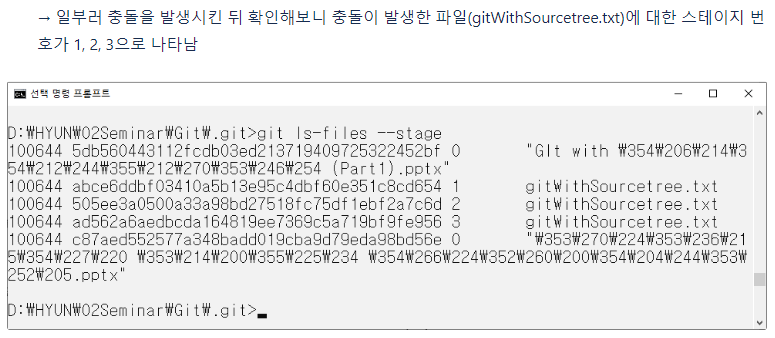 → 일부러 충돌을 발생시킨 뒤 확인해보니 충돌이 발생한 파일(gitWithSourcetree.txt)에 대한 스테이지 번
호가 1, 2, 3으로 나타남
선택 명령 프롬프트
D:₩HYUN₩02Seminar₩Git₩.git>git ls-files --stage
100644 5db560443112fcdb03ed213719409725322452bf 0 "GIt with ₩354₩206₩214₩3
54₩212₩244₩355₩212₩270₩353₩246₩254 (Part1).pptx"
100644 abce6ddbf03410a5b13e95c4dbf60e351c8cd654 1 gitWithSourcetree.txt
100644 505ee3a0500a33a98bd27518fc75df1ebf2a7c6d 2 gitWithSourcetree.txt
100644 ad562a6aedbcda164819ee7369c5a719bf9fe956 3 gitWithSourcetree.txt
100644 c87aed552577a348badd019cba9d79eda98bd56e 0 "₩353₩270₩224₩353₩236₩21
5₩354₩227₩220 ₩353₩214₩200₩355₩225₩234 ₩354₩266₩224₩352₩260₩200₩354₩204₩244₩353₩
252₩205.pptx"
D:₩HYUN₩02Seminar₩Git₩.git>